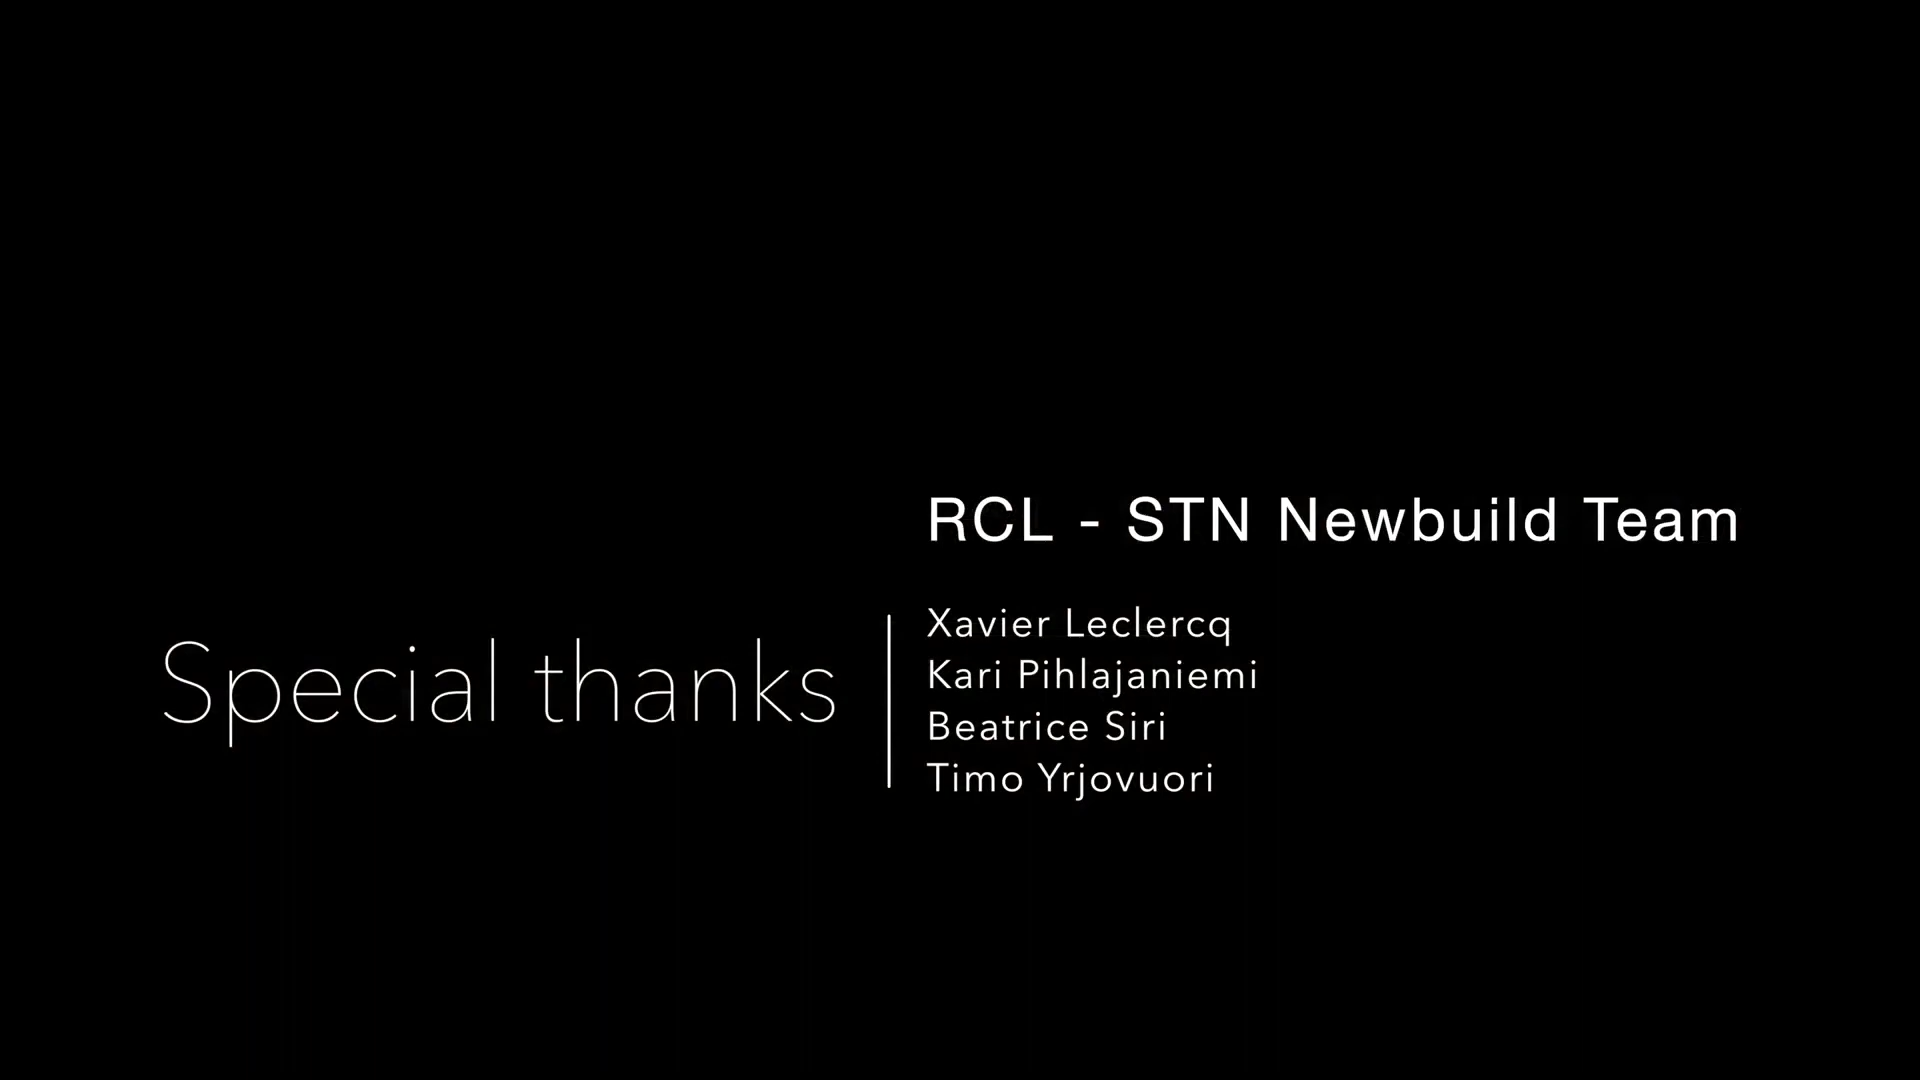 RCL - STN Newbuild Team
Special thanks
Xavier Leclercq
Kari Pihlajaniemi
Beatrice Siri
Timo Yrjovuori